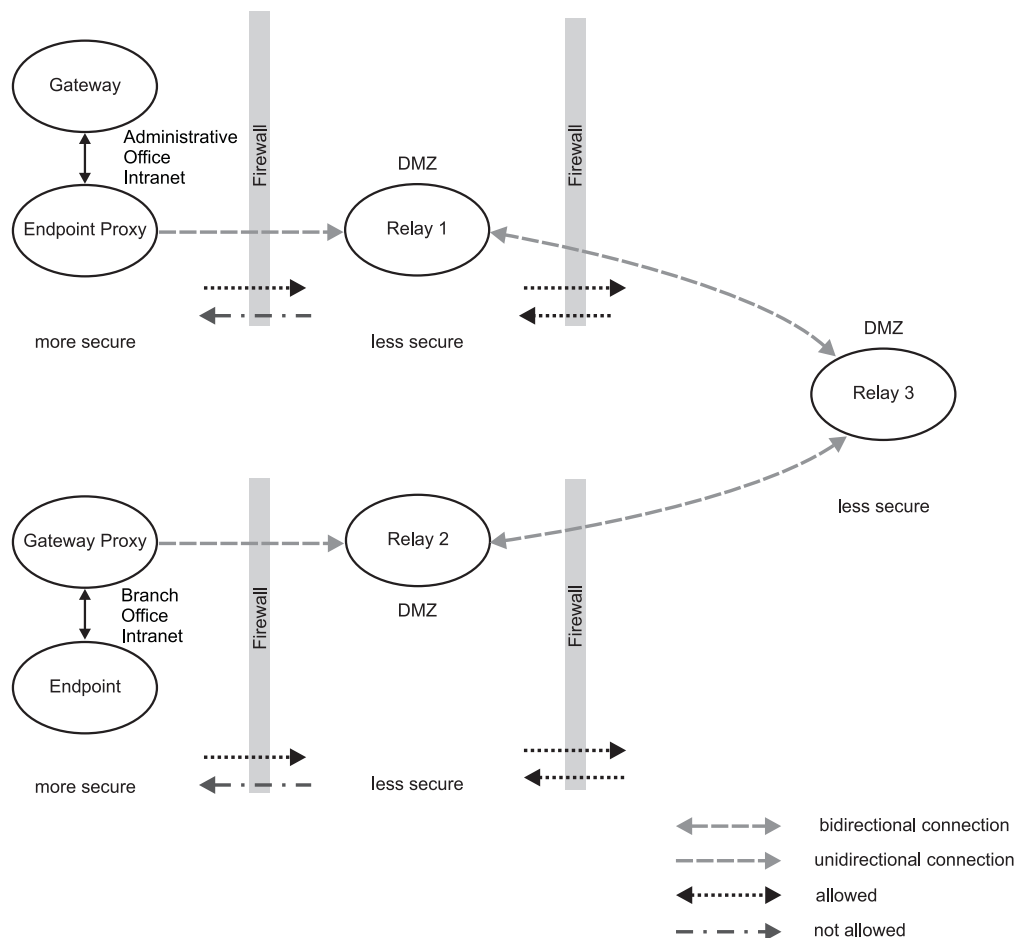 Gateway
Administrative
Office
Intranet
Endpoint Proxy
Firewall
DMZ
Relay 1
Firewall
more secure
less secure
DMZ
Relay 3
less secure
Gateway Proxy
Branch
Office
Intranet
Endpoint
Firewall
Relay 2
DMZ
Firewall
more secure
less secure
bidirectional connection
unidirectional connection
allowed
not allowed